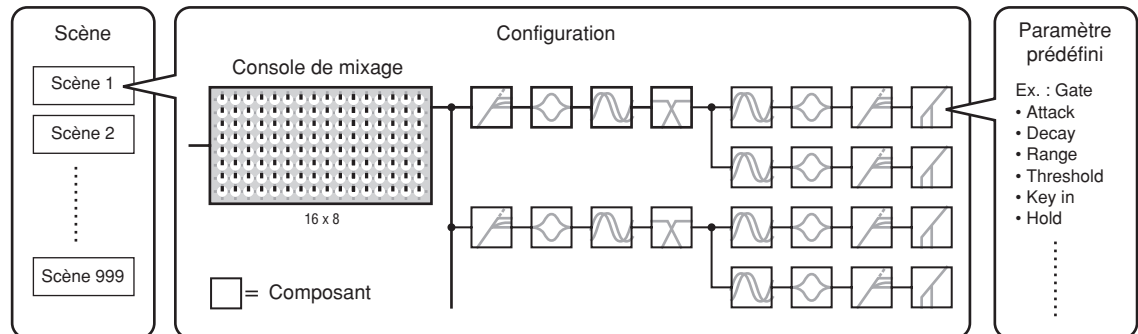 Scène
Scène 1
Scène 2
Scène 999
Configuration
Console de mixage
16 x 8
= Composant
Paramètre
prédéfini
Ex. : Gate
• Attack
• Decay
• Range
• Threshold
• Key in
• Hold